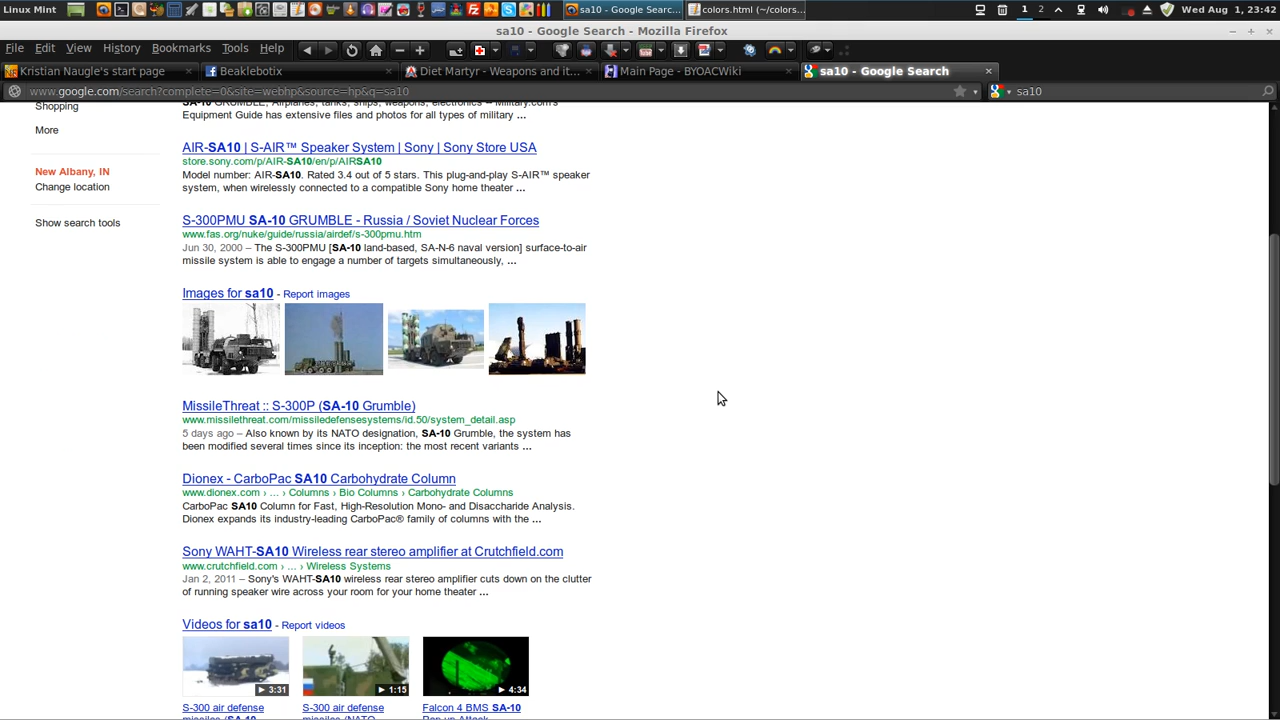 Linux Mint
sa10 - Google Searc...
colors.html (~/colors...
1 2
Wed Aug 1, 23:42
sa10 - Google Search - Mozilla Firefox
File Edit View History Bookmarks Tools Help
Kristian Naugle's start page
Beaklebotix
Diet Martyr - Weapons and it...
Main Page - BYOACWiki
sa10 - Google Search
www.google.com/search?complete=0&site=webhp&source=hp&q=sa10
sa10
Shopping
More
New Albany, IN
Change location
Show search tools
SA-10 GRUMBLE, Airplanes, tanks, ships, weapons, electronics -- Military.com's
Equipment Guide has extensive files and photos for all types of military ...
AIR-SA10 | S-AIR™ Speaker System | Sony | Sony Store USA
store.sony.com/p/AIR-SA10/en/p/AIRSA10
Model number: AIR-SA10. Rated 3.4 out of 5 stars. This plug-and-play S-AIR™ speaker
system, when wirelessly connected to a compatible Sony home theater ...
S-300PMU SA-10 GRUMBLE - Russia / Soviet Nuclear Forces
www.fas.org/nuke/guide/russia/airdef/s-300pmu.htm
Jun 30, 2000 – The S-300PMU [SA-10 land-based, SA-N-6 naval version] surface-to-air
missile system is able to engage a number of targets simultaneously, ...
Images for sa10 - Report images
MissileThreat :: S-300P (SA-10 Grumble)
www.missilethreat.com/missiledefensesystems/id.50/system_detail.asp
5 days ago – Also known by its NATO designation, SA-10 Grumble, the system has
been modified several times since its inception: the most recent variants ...
Dionex - CarboPac SA10 Carbohydrate Column
www.dionex.com › ... › Columns › Bio Columns › Carbohydrate Columns
CarboPac SA10 Column for Fast, High-Resolution Mono- and Disaccharide Analysis.
Dionex expands its industry-leading CarboPac® family of columns with the ...
Sony WAHT-SA10 Wireless rear stereo amplifier at Crutchfield.com
www.crutchfield.com › ... › Wireless Systems
Jan 2, 2011 – Sony's WAHT-SA10 wireless rear stereo amplifier cuts down on the clutter
of running speaker wire across your room for your home theater ...
Videos for sa10 - Report videos
3:31
1:15
4:34
S-300 air defense
missiles (SA-10
S-300 air defense
missiles (NATO
Falcon 4 BMS SA-10
Pop up Attack